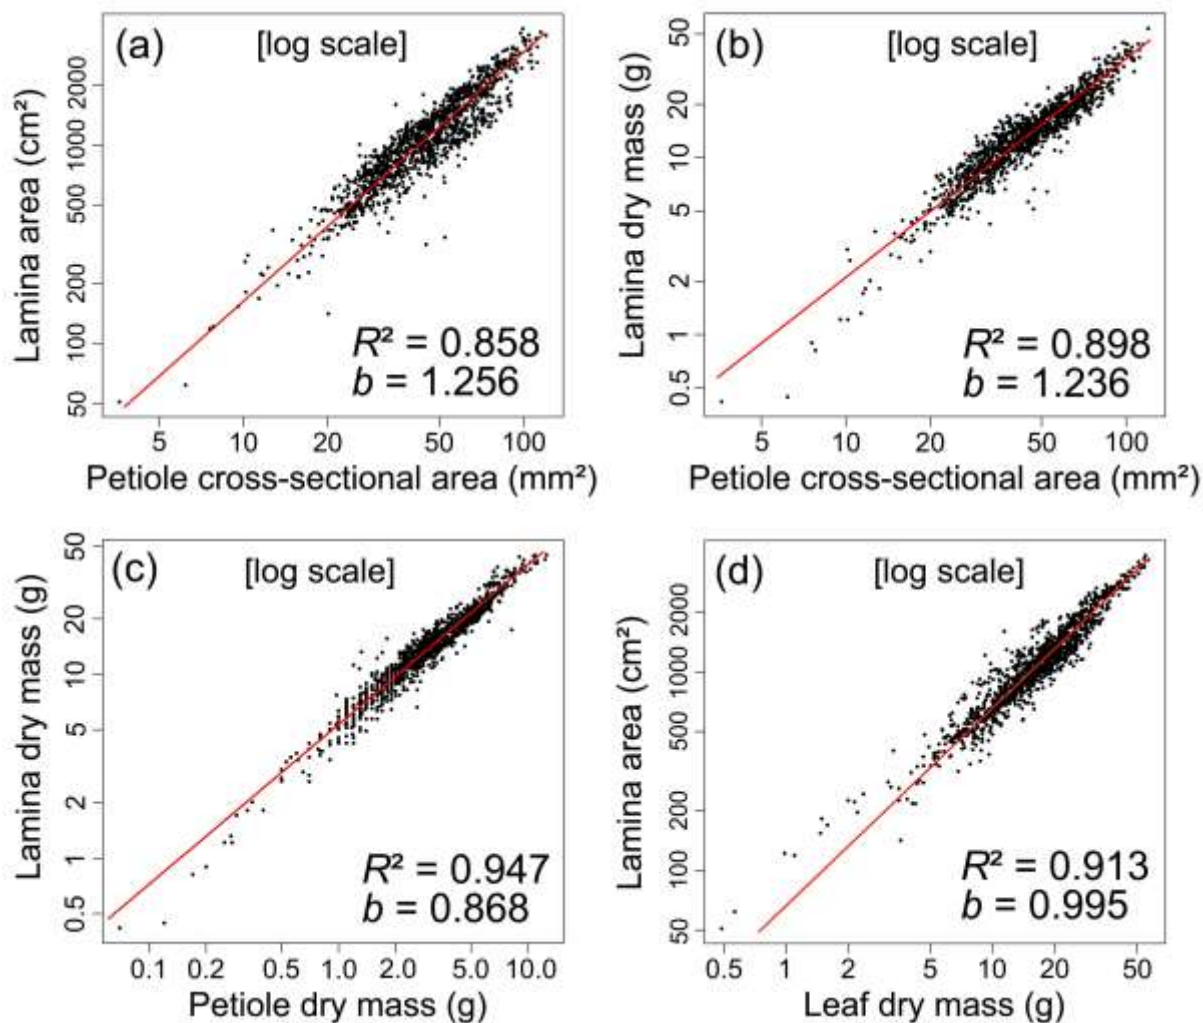 (a) [log scale]
Lamina area (cm²)
2000
1000
500
200
100
50
R² = 0.858
b = 1.256
5 10 20 50 100
Petiole cross-sectional area (mm²)
(b) [log scale]
Lamina dry mass (g)
50
20
10
5
2
1
0.5
R² = 0.898
b = 1.236
5 10 20 50 100
Petiole cross-sectional area (mm²)
(c) [log scale]
Lamina dry mass (g)
50
20
10
5
2
1
0.5
R² = 0.947
b = 0.868
0.1 0.2 0.5 1.0 2.0 5.0 10.0
Petiole dry mass (g)
(d) [log scale]
Lamina area (cm²)
2000
1000
500
200
100
50
R² = 0.913
b = 0.995
0.5 1 2 5 10 20 50
Leaf dry mass (g)